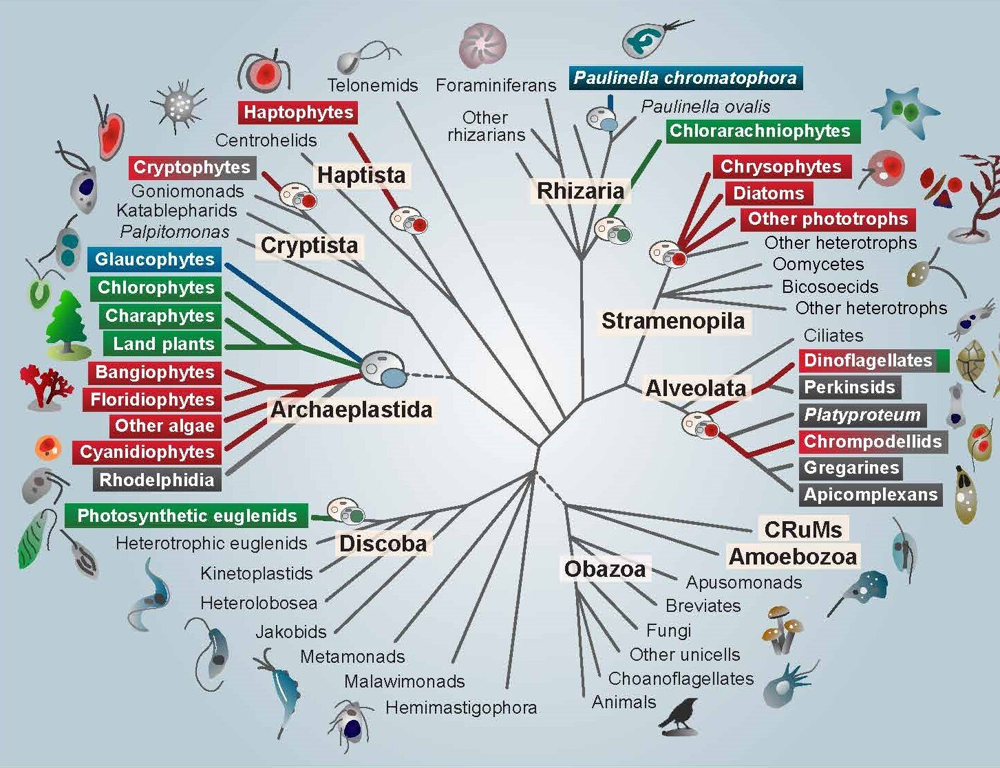 Telonemids
Foraminiferans
Paulinella chromatophora
Paulinella ovalis
Other
rhizarians
Chlorarachniophytes
Rhizaria
Haptophytes
Centrohelids
Haptista
Cryptophytes
Goniomonads
Katablepharids
Palpitomonas
Cryptista
Glaucophytes
Chlorophytes
Charaphytes
Land plants
Bangiophytes
Floridiophytes
Other algae
Cyanidiophytes
Rhodelphidia
Archaeplastida
Chrysophytes
Diatoms
Other phototrophs
Other heterotrophs
Oomycetes
Bicosoecids
Other heterotrophs
Stramenopila
Ciliates
Dinoflagellates
Perkinsids
Platyproteum
Chrompodellids
Gregarines
Apicomplexans
Alveolata
Photosynthetic euglenids
Heterotrophic euglenids
Discoba
Kinetoplastids
Heterolobosea
Jakobids
Metamonads
Malawimonads
Hemimastigophora
CRuMs
Amoebozoa
Obazoa
Apusomonads
Breviates
Fungi
Other unicells
Choanoflagellates
Animals